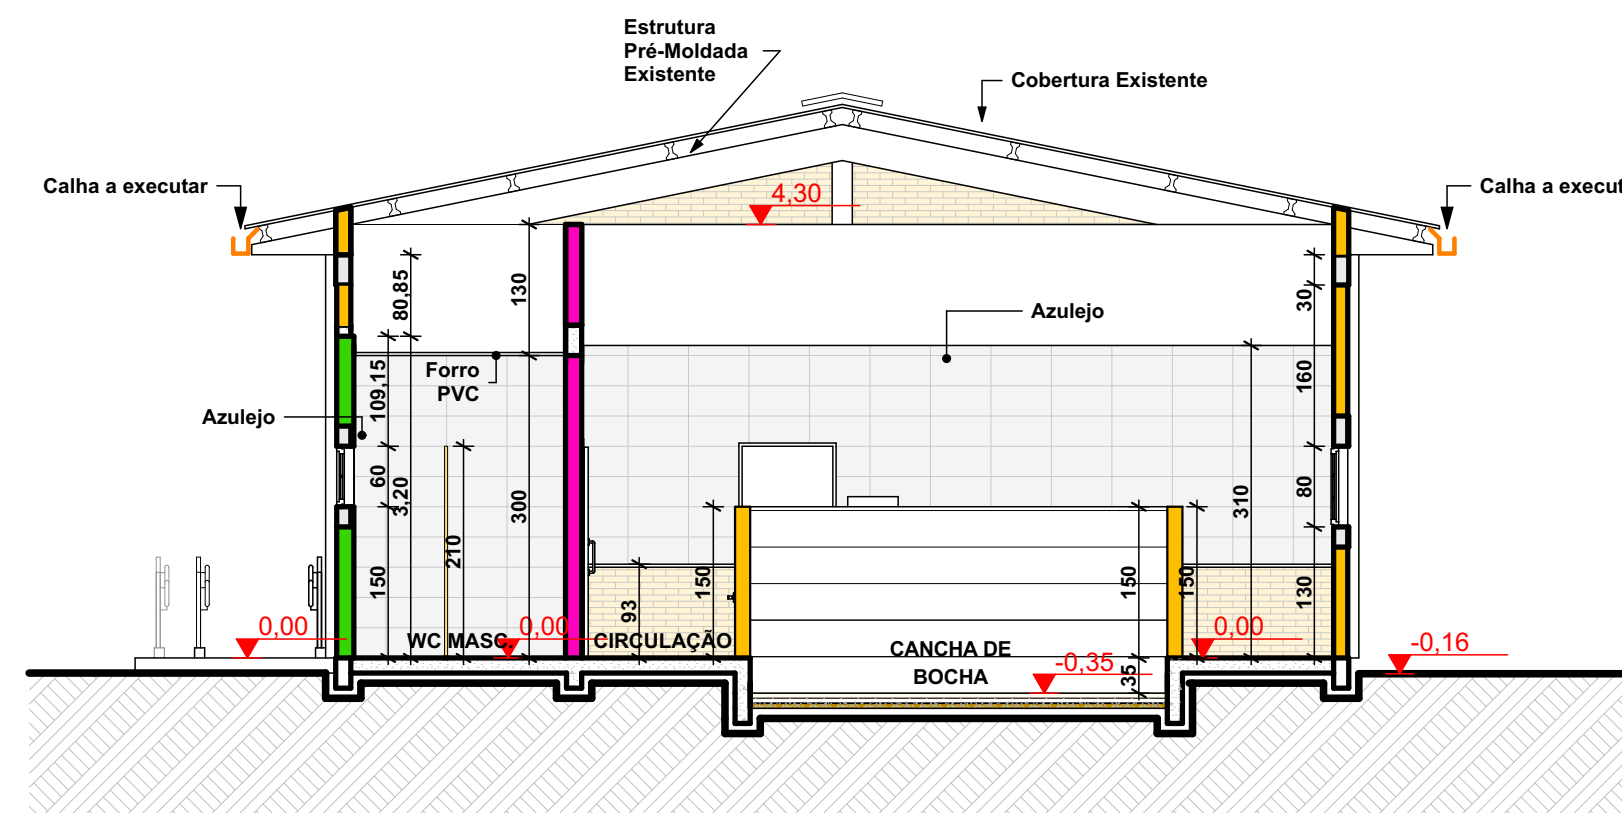 Estrutura
Pré-Moldada
Existente
Cobertura Existente
Calha a executar
Calha a execut
4,30
80,85
130
30
Azulejo
Forro
PVC
109,15
160
Azulejo
60
3,20
300
310
80
210
150
93
150
150
150
130
0,00
WC MASC.
0,00
CIRCULAÇÃO
CANCHA DE
BOCHA
-0,35
35
0,00
-0,16